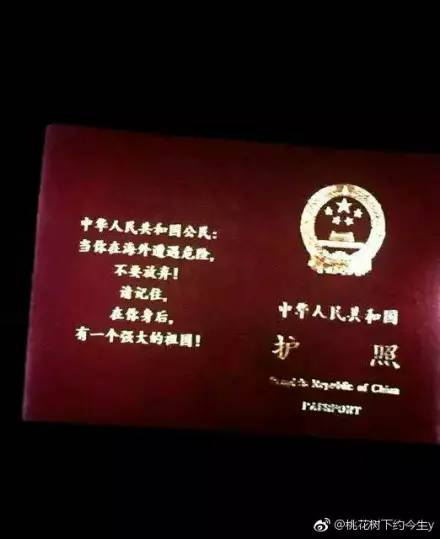 中华人民共和国公民：
当你在海外遭遇危险，
不要放弃！
请记住，
在你身后，
有一个强大的祖国！
中华人民共和国
护照
People's Republic of China
PASSPORT
@桃花树下约今生y